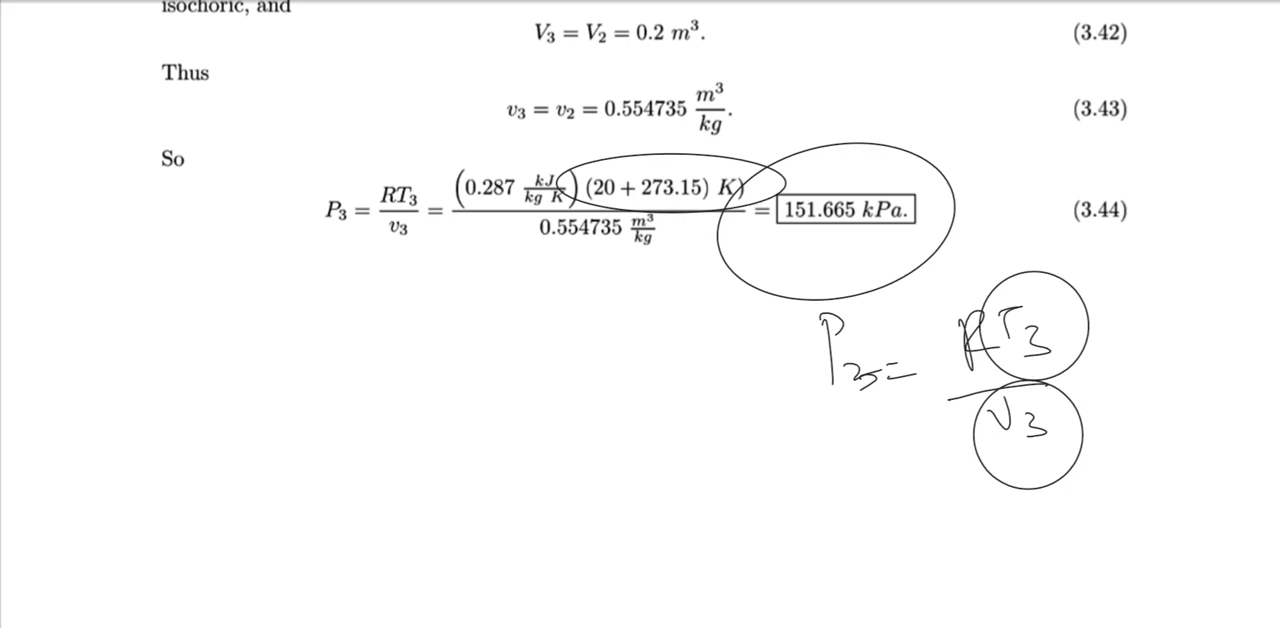 isochoric, and
V₃ = V₂ = 0.2 m³. (3.42)
Thus
v₃ = v₂ = 0.554735 m³/kg. (3.43)
So
P₃ = RT₃/v₃ = (0.287 kJ/kg K) (20 + 273.15) K)/0.554735 m³/kg = 151.665 kPa. (3.44)
P₃ = RT₃/V₃